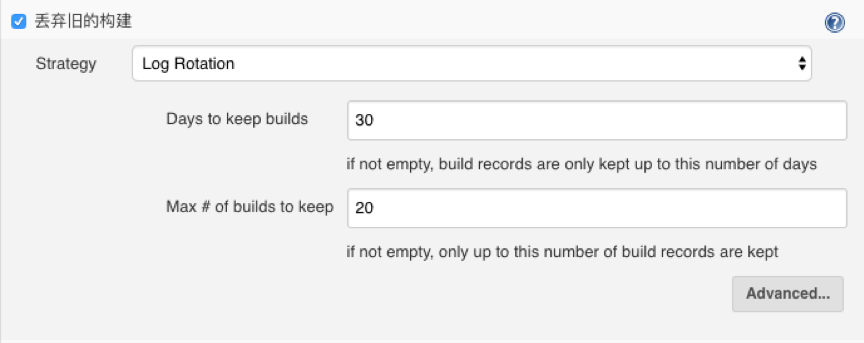 丢弃旧的构建
?
Strategy Log Rotation
Days to keep builds 30
if not empty, build records are only kept up to this number of days
Max # of builds to keep 20
if not empty, only up to this number of build records are kept
Advanced...